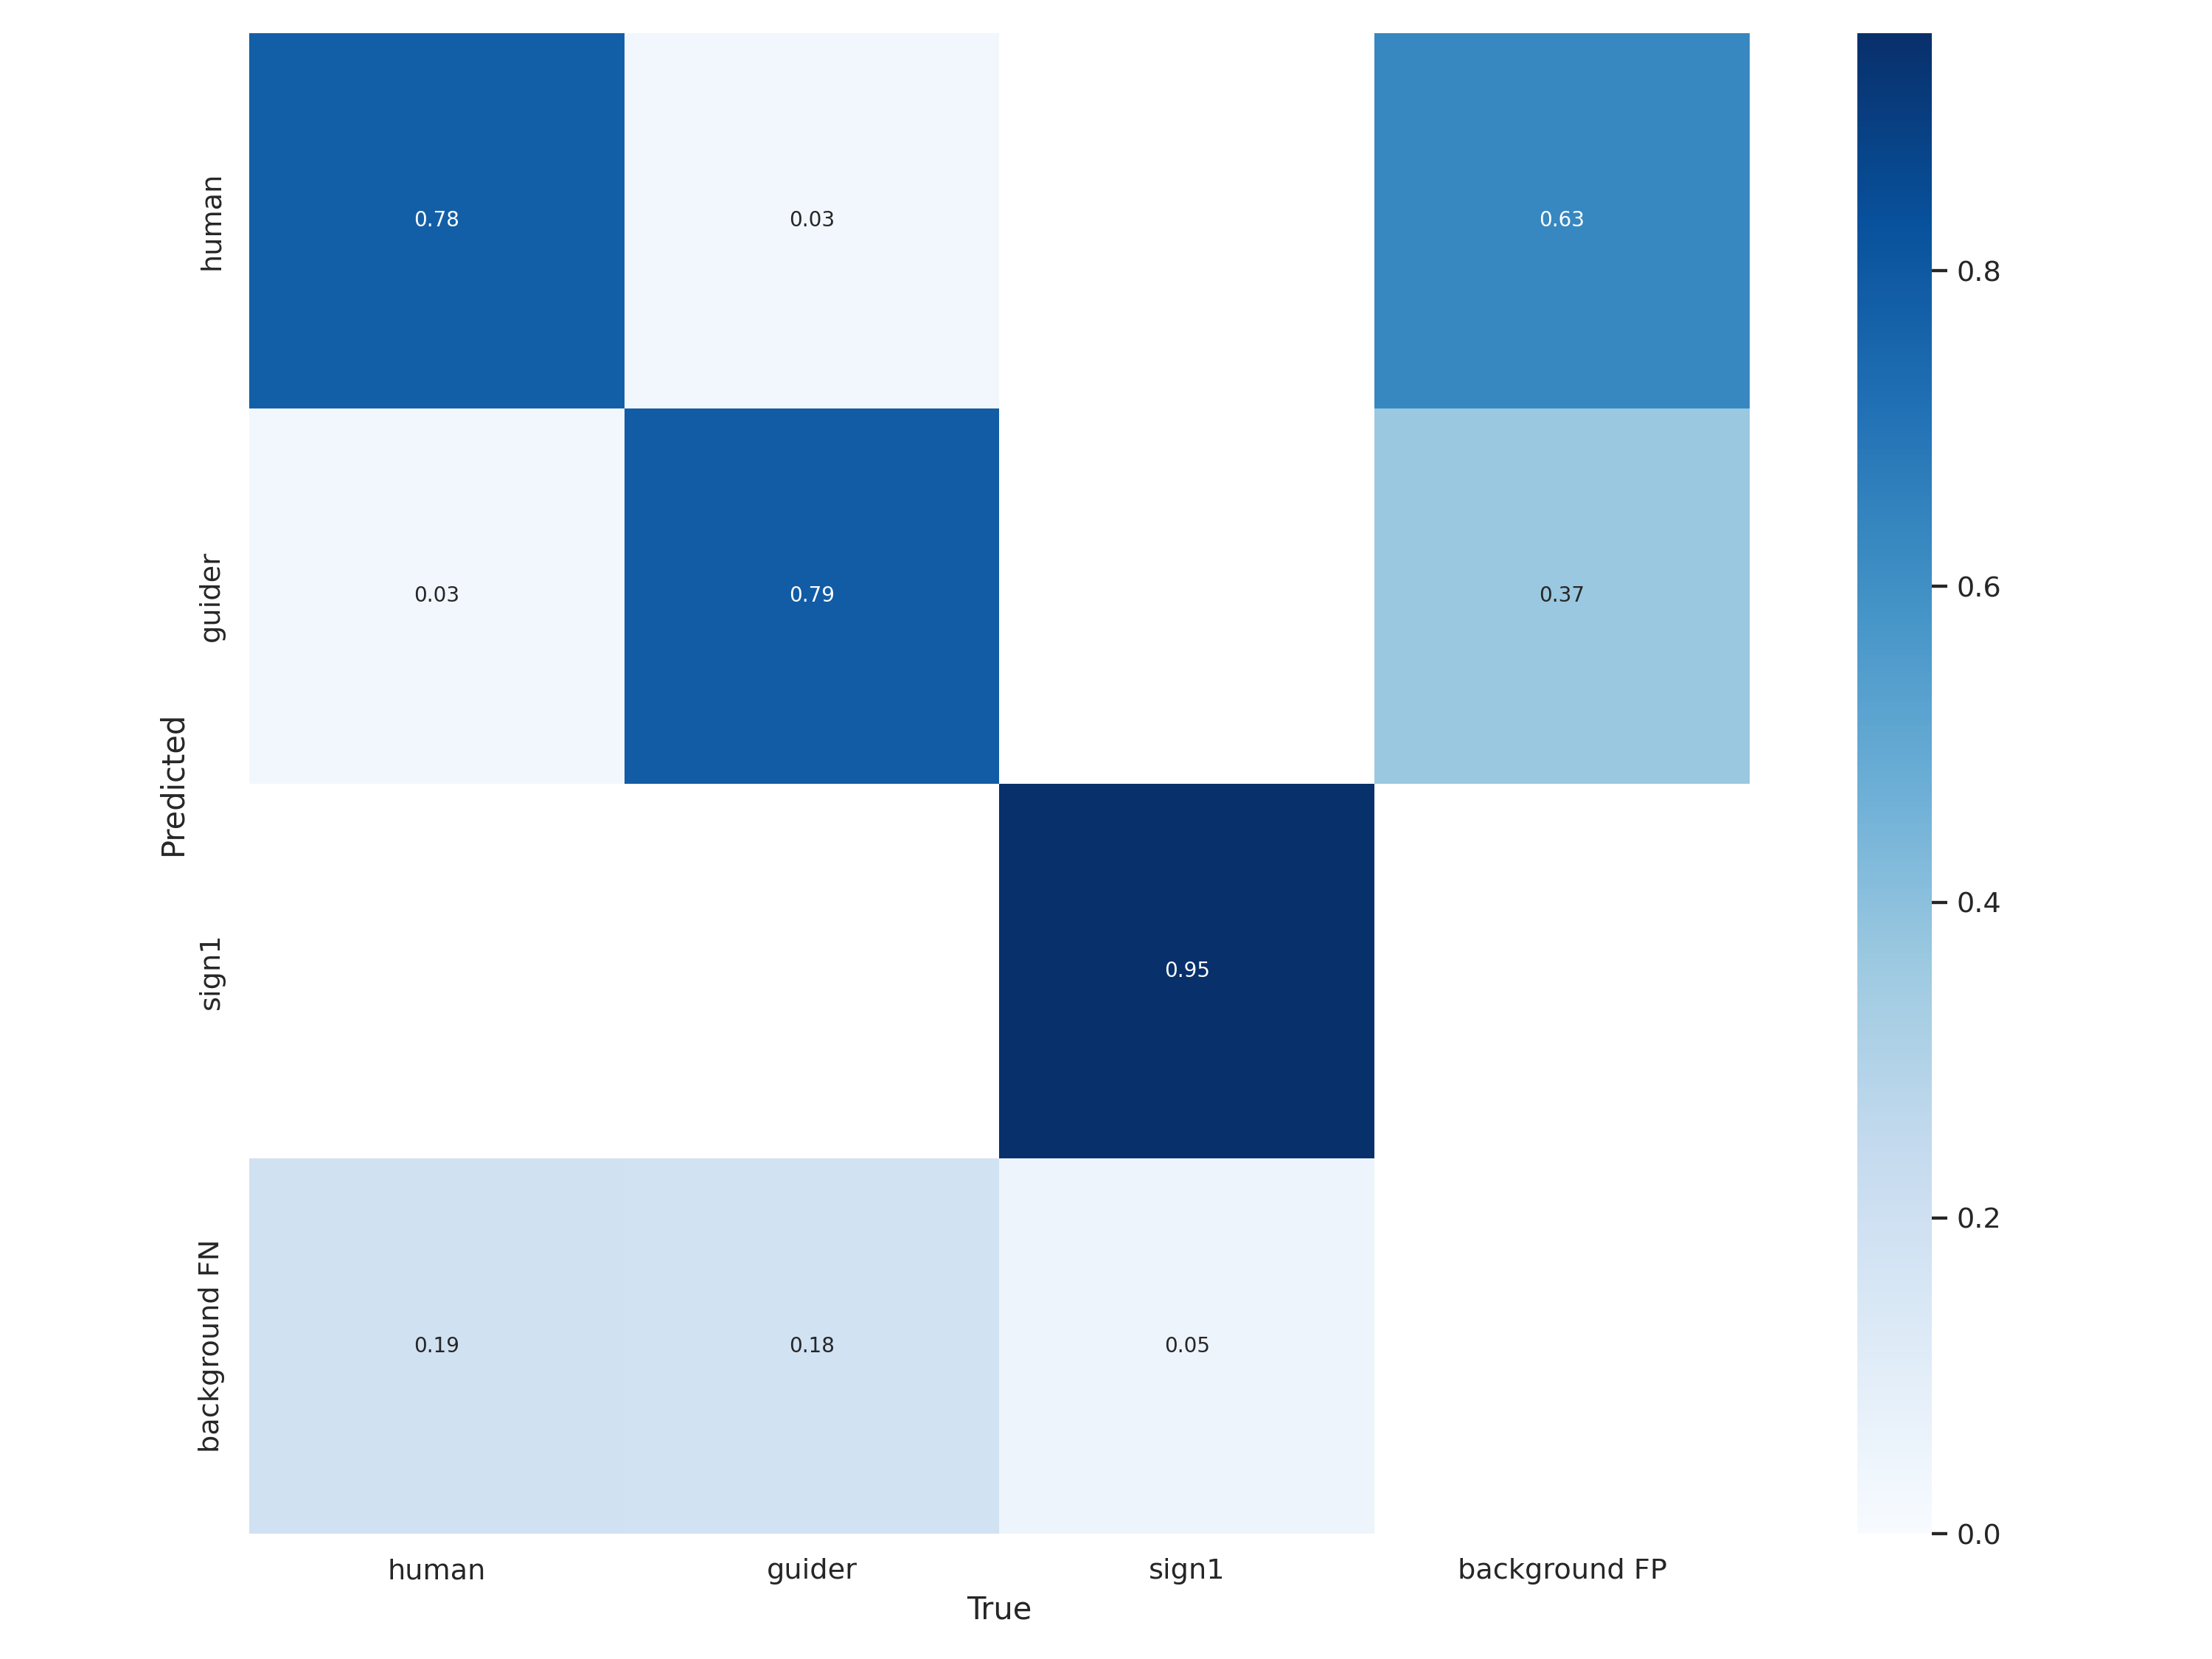 human
0.78
0.03
0.63
guider
0.03
0.79
0.37
sign1
0.95
background FN
0.19
0.18
0.05
Predicted
human
guider
sign1
background FP
True
0.8
0.6
0.4
0.2
0.0